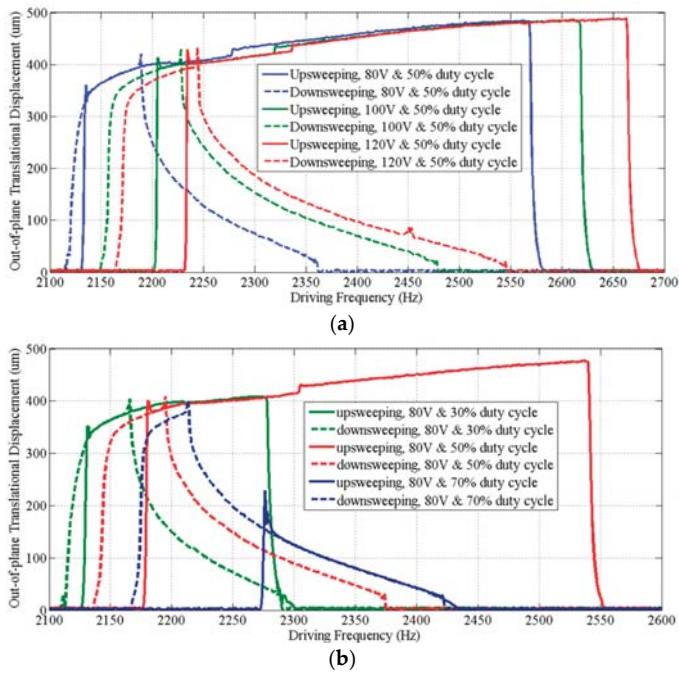 500
400
300
200
100
0
Out-of-plane Translational Displacement (um)
Upsweeping, 80V & 50% duty cycle
Downsweeping, 80V & 50% duty cycle
Upsweeping, 100V & 50% duty cycle
Downsweeping, 100V & 50% duty cycle
Upsweeping, 120V & 50% duty cycle
Downsweeping, 120V & 50% duty cycle
2100 2150 2200 2250 2300 2350 2400 2450 2500 2550 2600 2650 2700
Driving Frequency (Hz)
(a)
500
400
300
200
100
0
Out-of-plane Translational Displacement (um)
upsweeping, 80V & 30% duty cycle
downsweeping, 80V & 30% duty cycle
upsweeping, 80V & 50% duty cycle
downsweeping, 80V & 50% duty cycle
upsweeping, 80V & 70% duty cycle
downsweeping, 80V & 70% duty cycle
2100 2150 2200 2250 2300 2350 2400 2450 2500 2550 2600
Driving Frequency (Hz)
(b)